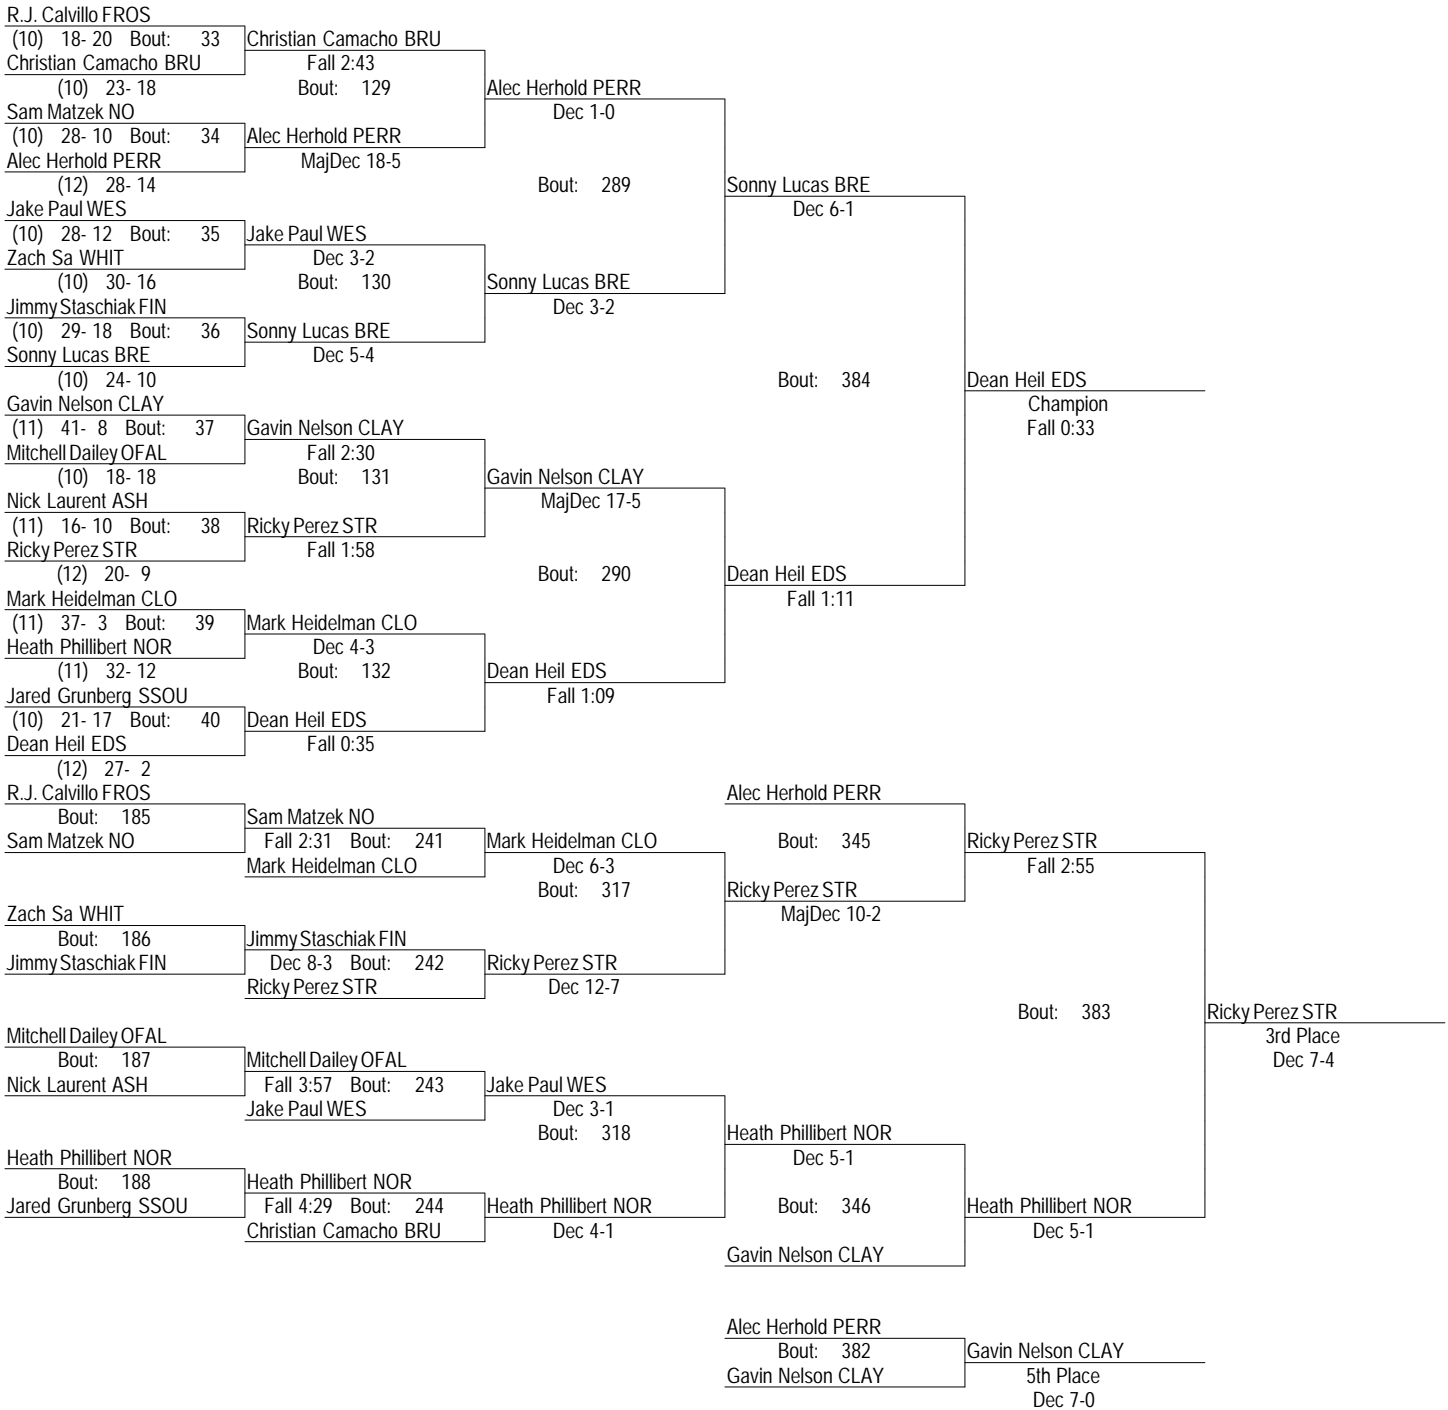 R.J. Calvillo FROS
(10) 18- 20 Bout: 33 Christian Camacho BRU
Christian Camacho BRU Fall 2:43
(10) 23- 18 Bout: 129 Alec Herhold PERR
Sam Matzek NO Dec 1-0
(10) 28- 10 Bout: 34 Alec Herhold PERR
Alec Herhold PERR MajDec 18-5
(12) 28- 14 Bout: 289 Sonny Lucas BRE
Jake Paul WES Dec 6-1
(10) 28- 12 Bout: 35 Jake Paul WES
Zach Sa WHIT Dec 3-2
(10) 30- 16 Bout: 130 Sonny Lucas BRE
Jimmy Staschiak FIN Dec 3-2
(10) 29- 18 Bout: 36 Sonny Lucas BRE
Sonny Lucas BRE Dec 5-4
(10) 24- 10 Bout: 384 Dean Heil EDS
Gavin Nelson CLAY Champion
(11) 41- 8 Bout: 37 Gavin Nelson CLAY Fall 0:33
Mitchell Dailey OFAL Fall 2:30
(10) 18- 18 Bout: 131 Gavin Nelson CLAY
Nick Laurent ASH MajDec 17-5
(11) 16- 10 Bout: 38 Ricky Perez STR
Ricky Perez STR Fall 1:58
(12) 20- 9 Bout: 290 Dean Heil EDS
Mark Heidelman CLO Fall 1:11
(11) 37- 3 Bout: 39 Mark Heidelman CLO
Heath Phillibert NOR Dec 4-3
(11) 32- 12 Bout: 132 Dean Heil EDS
Jared Grunberg SSOU Fall 1:09
(10) 21- 17 Bout: 40 Dean Heil EDS
Dean Heil EDS Fall 0:35
(12) 27- 2
R.J. Calvillo FROS Alec Herhold PERR
Bout: 185 Sam Matzek NO
Sam Matzek NO Fall 2:31 Bout: 241 Mark Heidelman CLO Bout: 345 Ricky Perez STR
Mark Heidelman CLO Dec 6-3 Fall 2:55
Bout: 317 Ricky Perez STR
Zach Sa WHIT MajDec 10-2
Bout: 186 Jimmy Staschiak FIN
Jimmy Staschiak FIN Dec 8-3 Bout: 242 Ricky Perez STR
Ricky Perez STR Dec 12-7
Bout: 383 Ricky Perez STR
Mitchell Dailey OFAL 3rd Place
Bout: 187 Mitchell Dailey OFAL Dec 7-4
Nick Laurent ASH Fall 3:57 Bout: 243 Jake Paul WES
Jake Paul WES Dec 3-1
Bout: 318 Heath Phillibert NOR
Heath Phillibert NOR Dec 5-1
Bout: 188 Heath Phillibert NOR
Jared Grunberg SSOU Fall 4:29 Bout: 244 Heath Phillibert NOR Bout: 346 Heath Phillibert NOR
Christian Camacho BRU Dec 4-1 Dec 5-1
Gavin Nelson CLAY
Alec Herhold PERR
Bout: 382 Gavin Nelson CLAY
Gavin Nelson CLAY 5th Place
Dec 7-0